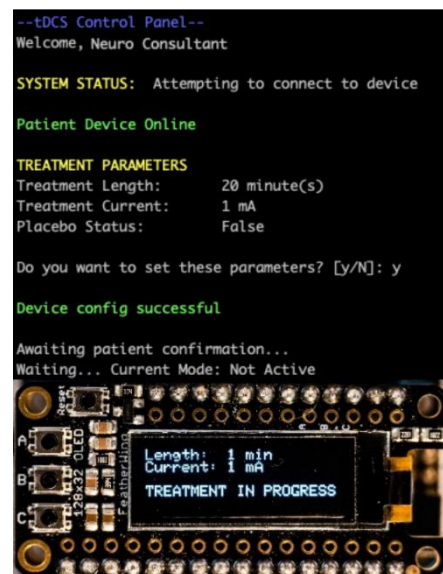 --tDCS Control Panel--
Welcome, Neuro Consultant
SYSTEM STATUS: Attempting to connect to device
Patient Device Online
TREATMENT PARAMETERS
Treatment Length: 20 minute(s)
Treatment Current: 1 mA
Placebo Status: False
Do you want to set these parameters? [y/N]: y
Device config successful
Awaiting patient confirmation...
Waiting... Current Mode: Not Active
Reset
A
B
C
A
B
C
OLED
128x32
FeatherWing
Length: 1 min
Current: 1 mA
TREATMENT IN PROGRESS